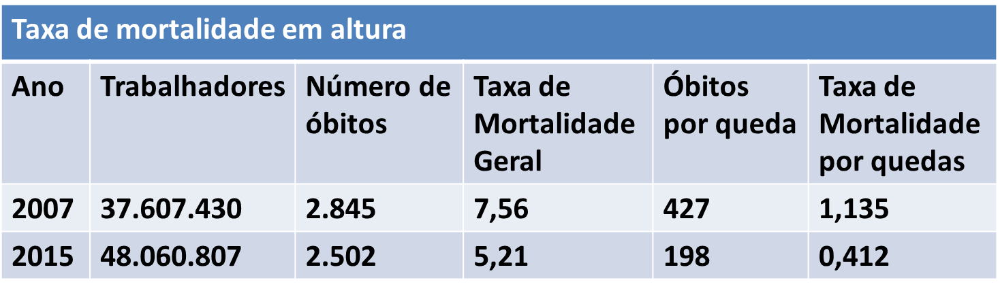 Taxa de mortalidade em altura
Ano Trabalhadores Número de óbitos Taxa de Mortalidade Geral Óbitos por queda Taxa de Mortalidade por quedas
2007 37.607.430 2.845 7,56 427 1,135
2015 48.060.807 2.502 5,21 198 0,412